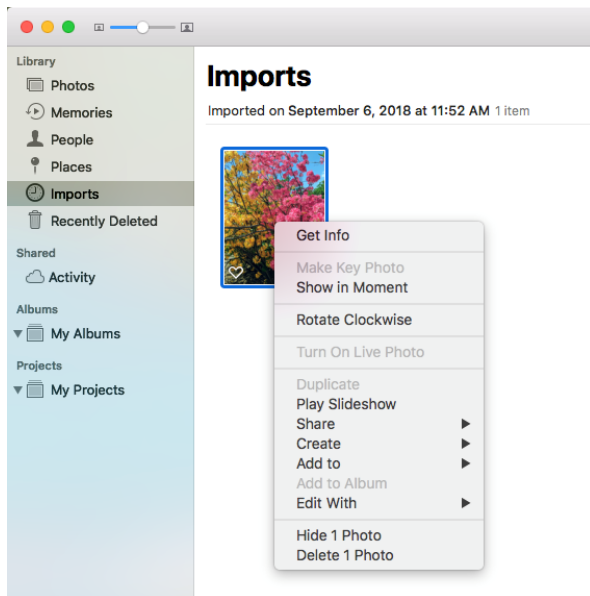 Library
Photos
Memories
People
Places
Imports
Recently Deleted
Shared
Activity
Albums
My Albums
Projects
My Projects
Imports
Imported on September 6, 2018 at 11:52 AM 1 item
Get Info
Make Key Photo
Show in Moment
Rotate Clockwise
Turn On Live Photo
Duplicate
Play Slideshow
Share
Create
Add to
Add to Album
Edit With
Hide 1 Photo
Delete 1 Photo